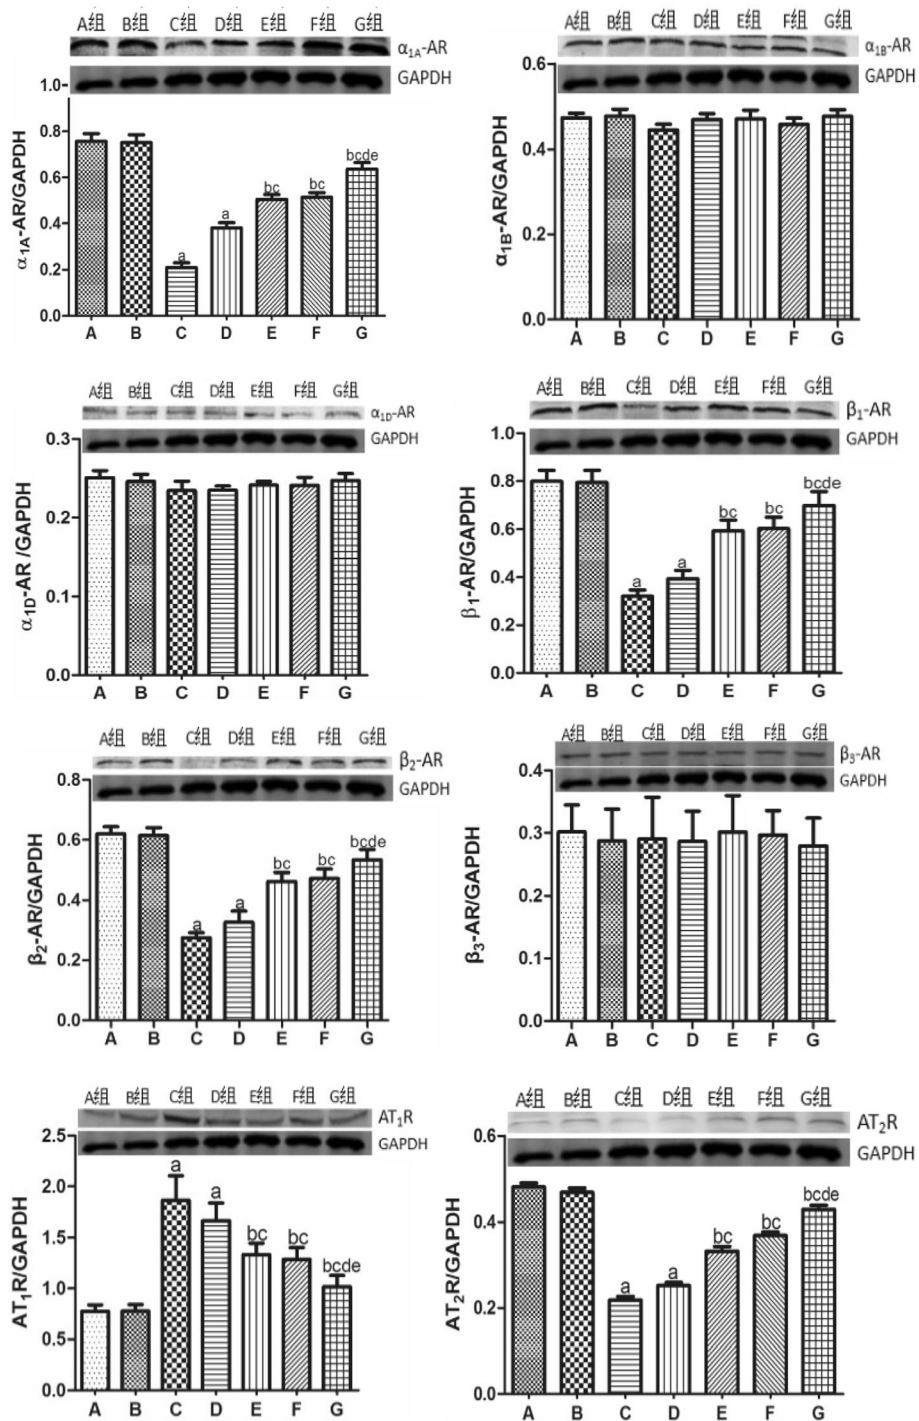 A组 B组 C组 D组 E组 F组 G组
α1A-AR
GAPDH
α1A-AR/GAPDH
1.0
0.8
0.6
0.4
0.2
0.0
a a bc bc bcde
A B C D E F G
A组 B组 C组 D组 E组 F组 G组
α1B-AR
GAPDH
α1B-AR/GAPDH
0.6
0.4
0.2
0.0
A B C D E F G
A组 B组 C组 D组 E组 F组 G组
α1D-AR
GAPDH
α1D-AR /GAPDH
0.3
0.2
0.1
0.0
A B C D E F G
A组 B组 C组 D组 E组 F组 G组
β1-AR
GAPDH
β1-AR/GAPDH
1.0
0.8
0.6
0.4
0.2
0.0
a a bc bc bcde
A B C D E F G
A组 B组 C组 D组 E组 F组 G组
β2-AR
GAPDH
β2-AR/GAPDH
0.8
0.6
0.4
0.2
0.0
a a bc bc bcde
A B C D E F G
A组 B组 C组 D组 E组 F组 G组
β3-AR
GAPDH
β3-AR/GAPDH
0.4
0.3
0.2
0.1
0.0
A B C D E F G
A组 B组 C组 D组 E组 F组 G组
AT1R
GAPDH
AT1R/GAPDH
2.5
2.0
1.5
1.0
0.5
0.0
a a bc bc bcde
A B C D E F G
A组 B组 C组 D组 E组 F组 G组
AT2R
GAPDH
AT2R/GAPDH
0.6
0.4
0.2
0.0
a a bc bc bcde
A B C D E F G